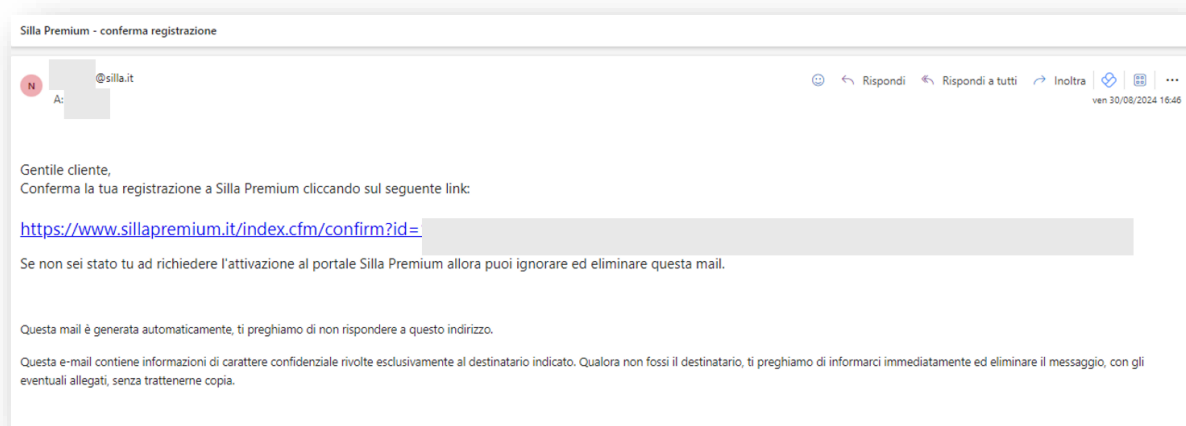 Silla Premium - conferma registrazione
N
@silla.it
Rispondi
Rispondi a tutti
Inoltra
A:
ven 30/08/2024 16:46
Gentile cliente,
Conferma la tua registrazione a Silla Premium cliccando sul seguente link:
https://www.sillapremium.it/index.cfm/confirm?id=
Se non sei stato tu ad richiedere l'attivazione al portale Silla Premium allora puoi ignorare ed eliminare questa mail.
Questa mail è generata automaticamente, ti preghiamo di non rispondere a questo indirizzo.
Questa e-mail contiene informazioni di carattere confidenziale rivolte esclusivamente al destinatario indicato. Qualora non fossi il destinatario, ti preghiamo di informarci immediatamente ed eliminare il messaggio, con gli
eventuali allegati, senza trattenerne copia.